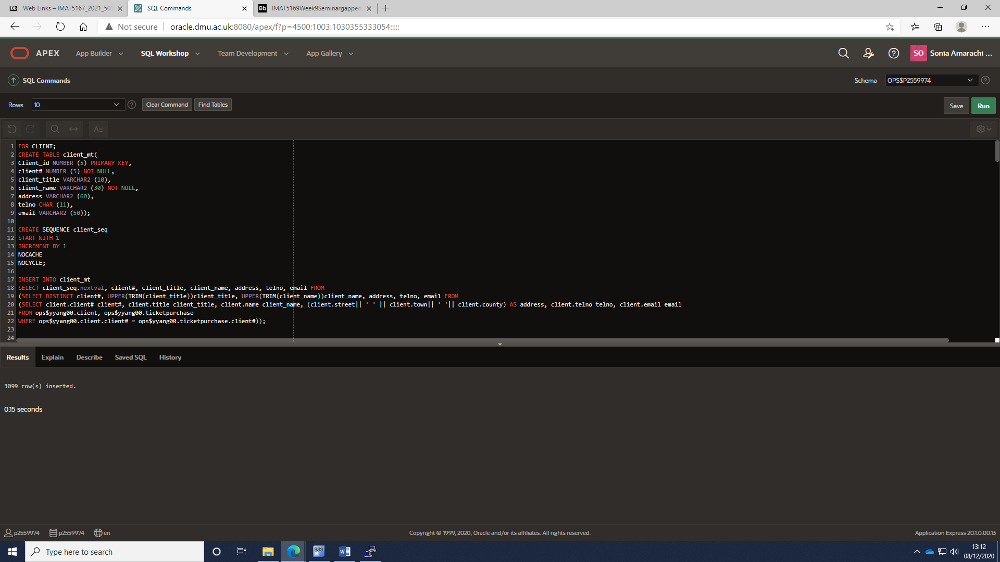 Web Links – IMAT5167_2021_501
SQL Commands
IMAT5169Week9Seminargapped
Not secure
oracle.dmu.ac.uk:8080/apex/f?p=4500:1003:1030355333054:::::
APEX
App Builder
SQL Workshop
Team Development
App Gallery
SO
Sonia Amarachi ...
SQL Commands
Schema
OPS$P2559974
Rows
10
Clear Command
Find Tables
Save
Run
1 FOR CLIENT;
2 CREATE TABLE client_mt(
3 Client_id NUMBER (5) PRIMARY KEY,
4 client# NUMBER (5) NOT NULL,
5 client_title VARCHAR2 (10),
6 client_name VARCHAR2 (30) NOT NULL,
7 address VARCHAR2 (60),
8 telno CHAR (11),
9 email VARCHAR2 (50));
10
11 CREATE SEQUENCE client_seq
12 START WITH 1
13 INCREMENT BY 1
14 NOCACHE
15 NOCYCLE;
16
17 INSERT INTO client_mt
18 SELECT client_seq.nextval, client#, client_title, client_name, address, telno, email FROM
19 (SELECT DISTINCT client#, UPPER(TRIM(client_title))client_title, UPPER(TRIM(client_name))client_name, address, telno, email FROM
20 (SELECT client.client# client#, client.title client_title, client.name client_name, (client.street|| ' ' || client.town|| ' '|| client.county) AS address, client.telno telno, client.email email
21 FROM ops$yyang00.client, ops$yyang00.ticketpurchase
22 WHERE ops$yyang00.client.client# = ops$yyang00.ticketpurchase.client#));
23
24
Results
Explain
Describe
Saved SQL
History
3099 row(s) inserted.
0.15 seconds
p2559974
p2559974
en
Copyright © 1999, 2020, Oracle and/or its affiliates. All rights reserved.
Application Express 20.1.0.00.13
Type here to search
13:12
08/12/2020